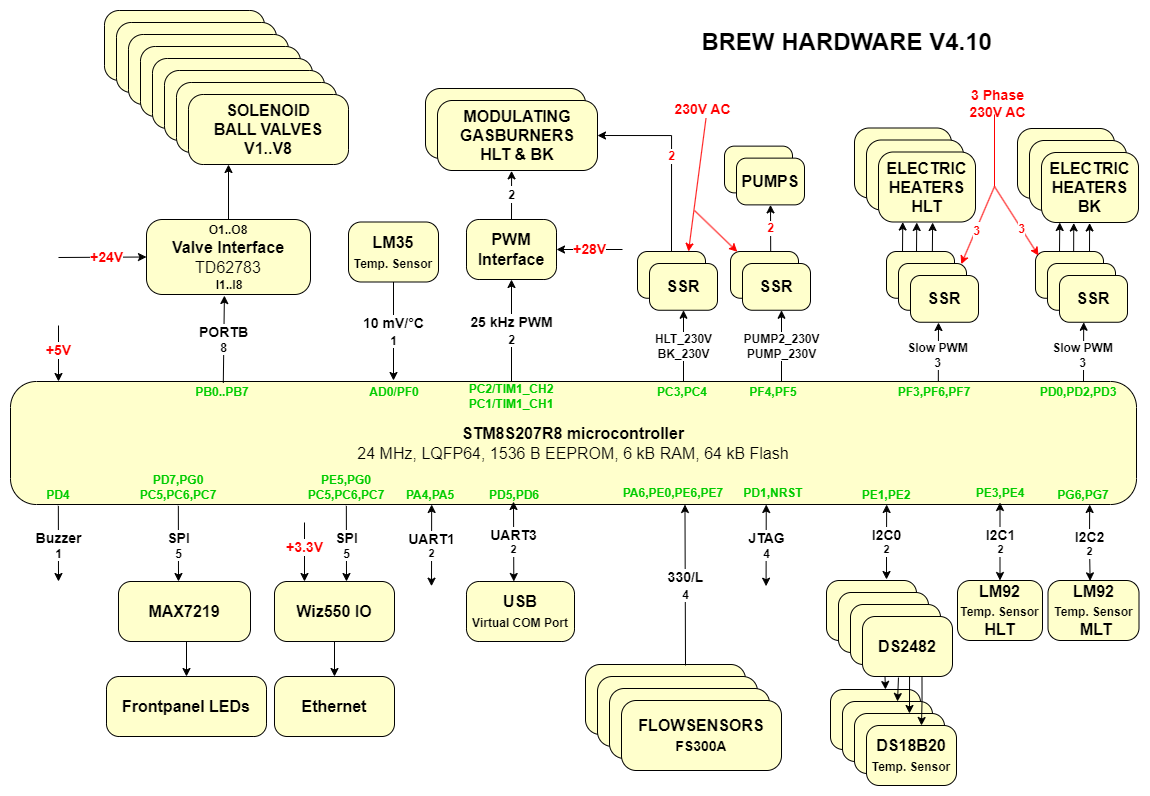 BREW HARDWARE V4.10
SOLENOID
BALL VALVES
V1..V8
MODULATING
GASBURNERS
HLT & BK
230V AC
2
PUMPS
3 Phase
230V AC
ELECTRIC
HEATERS
HLT
ELECTRIC
HEATERS
BK
2
2
3
3
+24V
O1..O8
Valve Interface
TD62783
I1..I8
LM35
Temp. Sensor
PWM
Interface
+28V
SSR
SSR
SSR
SSR
+5V
PORTB
8
10 mV/°C
1
25 kHz PWM
2
HLT_230V
BK_230V
PUMP2_230V
PUMP_230V
Slow PWM
3
Slow PWM
3
PB0..PB7
AD0/PF0
PC2/TIM1_CH2
PC1/TIM1_CH1
PC3,PC4
PF4,PF5
PF3,PF6,PF7
PD0,PD2,PD3
STM8S207R8 microcontroller
24 MHz, LQFP64, 1536 B EEPROM, 6 kB RAM, 64 kB Flash
PD4
PD7,PG0
PC5,PC6,PC7
PE5,PG0
PC5,PC6,PC7
PA4,PA5
PD5,PD6
PA6,PE0,PE6,PE7
PD1,NRST
PE1,PE2
PE3,PE4
PG6,PG7
Buzzer
1
SPI
5
+3.3V
SPI
5
UART1
2
UART3
2
330/L
4
JTAG
4
I2C0
2
I2C1
2
I2C2
2
MAX7219
Wiz550 IO
USB
Virtual COM Port
DS2482
LM92
Temp. Sensor
HLT
LM92
Temp. Sensor
MLT
Frontpanel LEDs
Ethernet
FLOWSENSORS
FS300A
DS18B20
Temp. Sensor